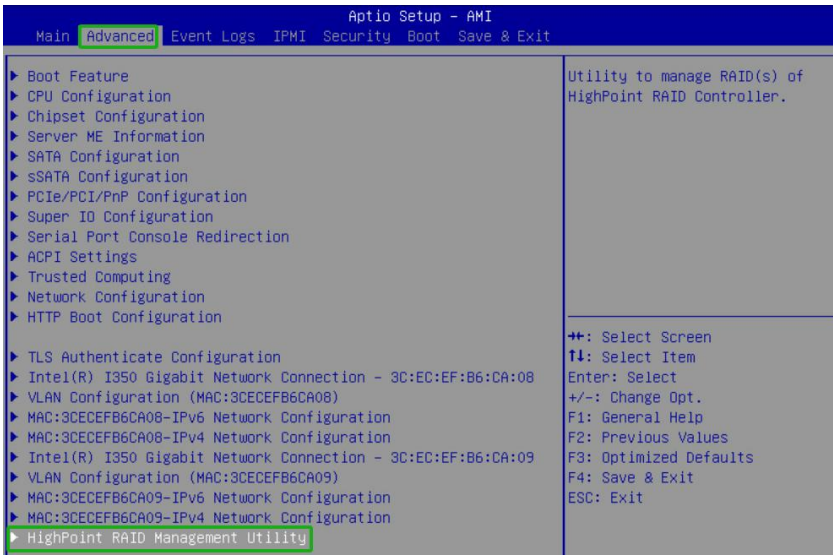 Aptio Setup – AMI
Main Advanced Event Logs IPMI Security Boot Save & Exit
▶ Boot Feature
▶ CPU Configuration
▶ Chipset Configuration
▶ Server ME Information
▶ SATA Configuration
▶ sSATA Configuration
▶ PCIe/PCI/PnP Configuration
▶ Super IO Configuration
▶ Serial Port Console Redirection
▶ ACPI Settings
▶ Trusted Computing
▶ Network Configuration
▶ HTTP Boot Configuration
▶ TLS Authenticate Configuration
▶ Intel(R) I350 Gigabit Network Connection – 3C:EC:EF:B6:CA:08
▶ VLAN Configuration (MAC:3CECEFB6CA08)
▶ MAC:3CECEFB6CA08-IPv6 Network Configuration
▶ MAC:3CECEFB6CA08-IPv4 Network Configuration
▶ Intel(R) I350 Gigabit Network Connection – 3C:EC:EF:B6:CA:09
▶ VLAN Configuration (MAC:3CECEFB6CA09)
▶ MAC:3CECEFB6CA09-IPv6 Network Configuration
▶ MAC:3CECEFB6CA09-IPv4 Network Configuration
▶ HighPoint RAID Management Utility
Utility to manage RAID(s) of
HighPoint RAID Controller.
→←: Select Screen
↑↓: Select Item
Enter: Select
+/-: Change Opt.
F1: General Help
F2: Previous Values
F3: Optimized Defaults
F4: Save & Exit
ESC: Exit